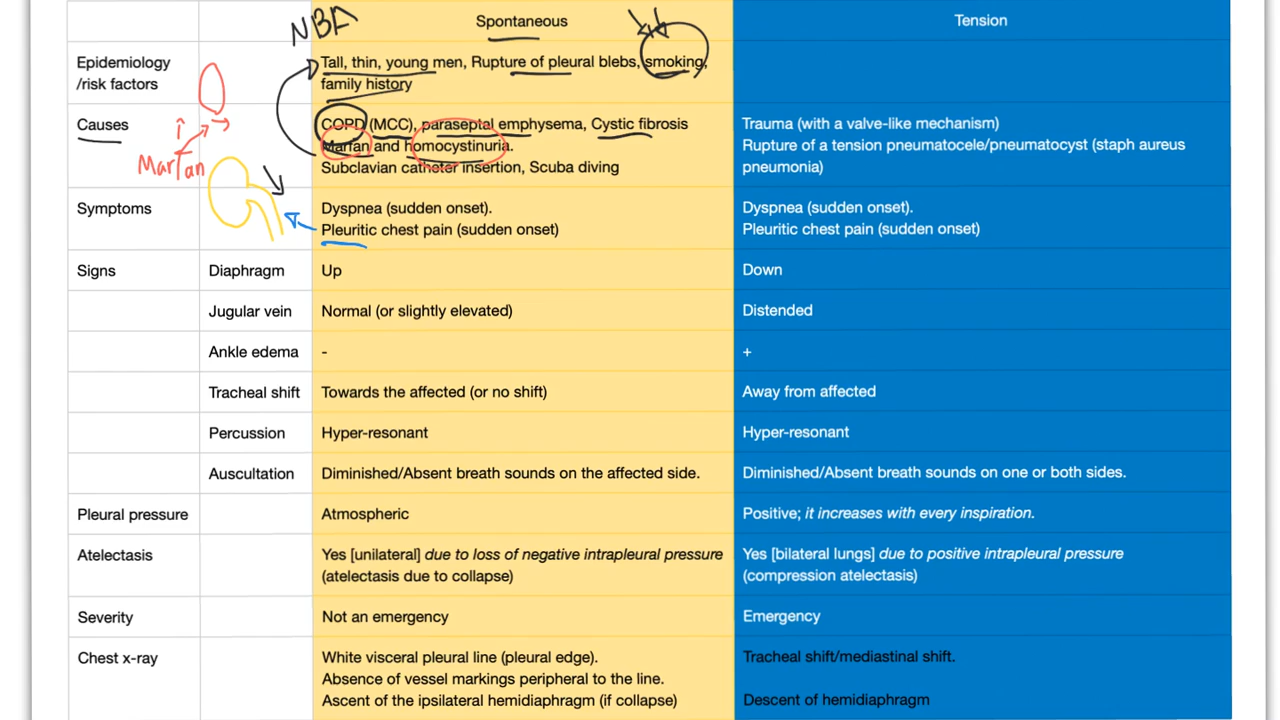 NBA
Spontaneous
Tension
Epidemiology
/risk factors
Tall, thin, young men, Rupture of pleural blebs, smoking,
family history
Causes
COPD (MCC), paraseptal emphysema, Cystic fibrosis
Marfan and homocystinuria.
Subclavian catheter insertion, Scuba diving
Trauma (with a valve-like mechanism)
Rupture of a tension pneumatocele/pneumatocyst (staph aureus
pneumonia)
Marfan
Symptoms
Dyspnea (sudden onset).
Pleuritic chest pain (sudden onset)
Dyspnea (sudden onset).
Pleuritic chest pain (sudden onset)
Signs
Diaphragm
Up
Down
Jugular vein
Normal (or slightly elevated)
Distended
Ankle edema
-
+
Tracheal shift
Towards the affected (or no shift)
Away from affected
Percussion
Hyper-resonant
Hyper-resonant
Auscultation
Diminished/Absent breath sounds on the affected side.
Diminished/Absent breath sounds on one or both sides.
Pleural pressure
Atmospheric
Positive; it increases with every inspiration.
Atelectasis
Yes [unilateral] due to loss of negative intrapleural pressure
(atelectasis due to collapse)
Yes [bilateral lungs] due to positive intrapleural pressure
(compression atelectasis)
Severity
Not an emergency
Emergency
Chest x-ray
White visceral pleural line (pleural edge).
Absence of vessel markings peripheral to the line.
Ascent of the ipsilateral hemidiaphragm (if collapse)
Tracheal shift/mediastinal shift.
Descent of hemidiaphragm